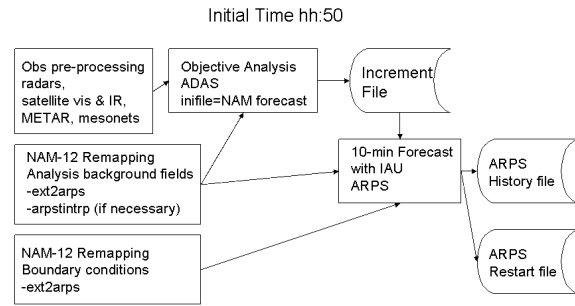 Initial Time hh:50
Obs pre-processing
radars,
satellite vis & IR,
METAR, mesonets
Objective Analysis
ADAS
inifile=NAM forecast
Increment
File
NAM-12 Remapping
Analysis background fields
-ext2arps
-arpstintrp (if necessary)
10-min Forecast
with IAU
ARPS
ARPS
History file
NAM-12 Remapping
Boundary conditions
-ext2arps
ARPS
Restart file